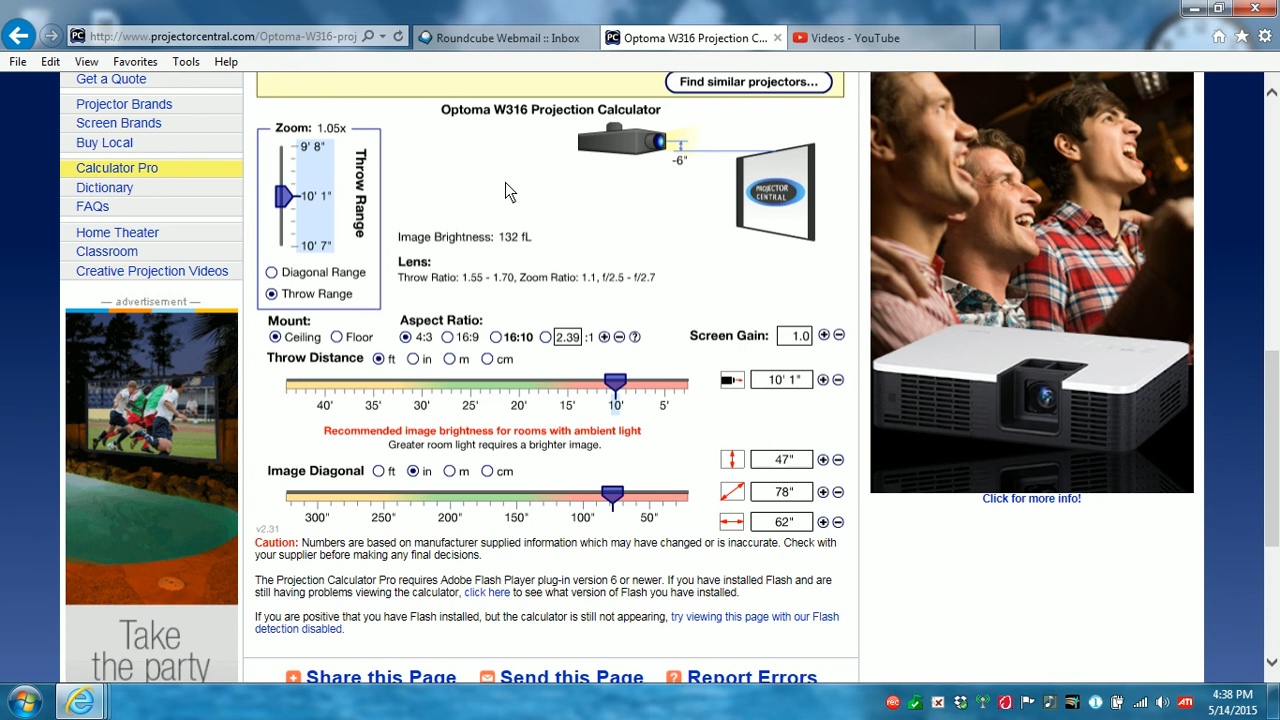 http://www.projectorcentral.com/Optoma-W316-proj
Roundcube Webmail :: Inbox
Optoma W316 Projection C...
Videos - YouTube
File Edit View Favorites Tools Help
Get a Quote
Projector Brands
Screen Brands
Buy Local
Calculator Pro
Dictionary
FAQs
Home Theater
Classroom
Creative Projection Videos
— advertisement —
Take
the party
Find similar projectors...
Optoma W316 Projection Calculator
Zoom: 1.05x
9' 8"
10' 1"
10' 7"
Throw Range
Diagonal Range
Throw Range
-6"
PROJECTOR
CENTRAL
Image Brightness: 132 fL
Lens:
Throw Ratio: 1.55 - 1.70, Zoom Ratio: 1.1, f/2.5 - f/2.7
Mount:
Ceiling Floor
Aspect Ratio:
4:3 16:9 16:10 2.39 :1
Screen Gain: 1.0
Throw Distance ft in m cm
40' 35' 30' 25' 20' 15' 10' 5'
10' 1"
Recommended image brightness for rooms with ambient light
Greater room light requires a brighter image.
Image Diagonal ft in m cm
300" 250" 200" 150" 100" 50"
47"
78"
62"
v2.31
Caution: Numbers are based on manufacturer supplied information which may have changed or is inaccurate. Check with
your supplier before making any final decisions.
The Projection Calculator Pro requires Adobe Flash Player plug-in version 6 or newer. If you have installed Flash and are
still having problems viewing the calculator, click here to see what version of Flash you have installed.
If you are positive that you have Flash installed, but the calculator is still not appearing, try viewing this page with our Flash
detection disabled.
Share this Page Send this Page Report Errors
Click for more info!
4:38 PM
5/14/2015
rec
ATI